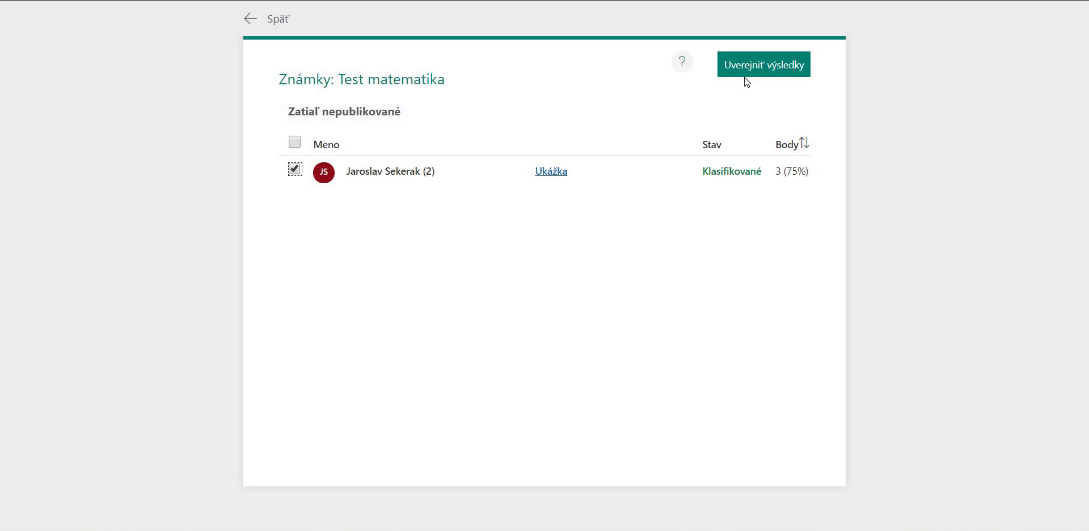 Späť
?
Uverejniť výsledky
Známky: Test matematika
Zatiaľ nepublikované
Meno Stav Body
JS Jaroslav Sekerak (2) Ukážka Klasifikované 3 (75%)